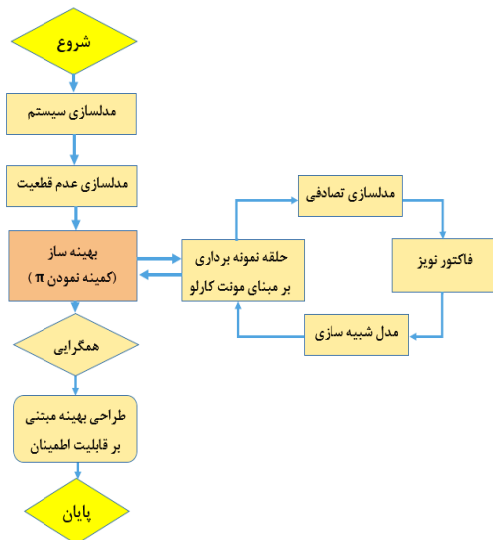 شروع
مدلسازی سیستم
مدلسازی عدم قطعیت
بهینه ساز
(کمینه نمودن π)
همگرایی
طراحی بهینه مبتنی
بر قابلیت اطمینان
پایان
حلقه نمونه برداری
بر مبنای مونت کارلو
مدلسازی تصادفی
فاکتور نویز
مدل شبیه سازی